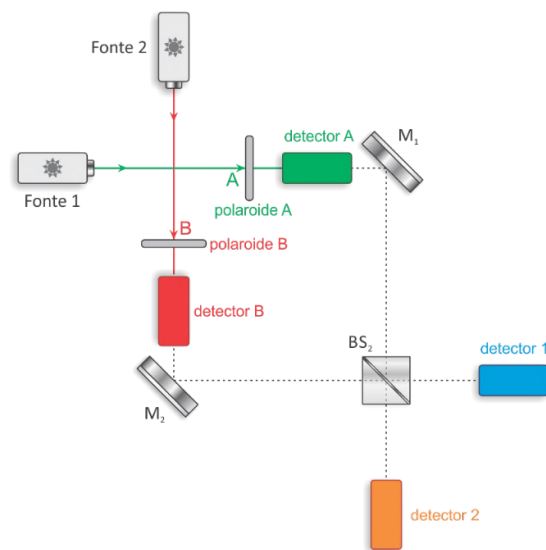 Fonte 2
detector A
M₁
A
Fonte 1
polaroide A
B
polaroide B
detector B
BS₂
detector 1
M₂
detector 2